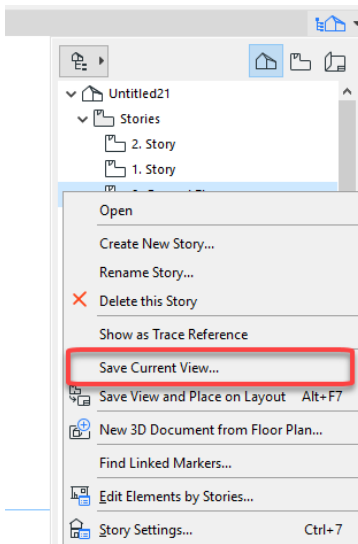 Untitled21
Stories
2. Story
1. Story
Open
Create New Story...
Rename Story...
Delete this Story
Show as Trace Reference
Save Current View...
Save View and Place on Layout Alt+F7
New 3D Document from Floor Plan...
Find Linked Markers...
Edit Elements by Stories...
Story Settings... Ctrl+7